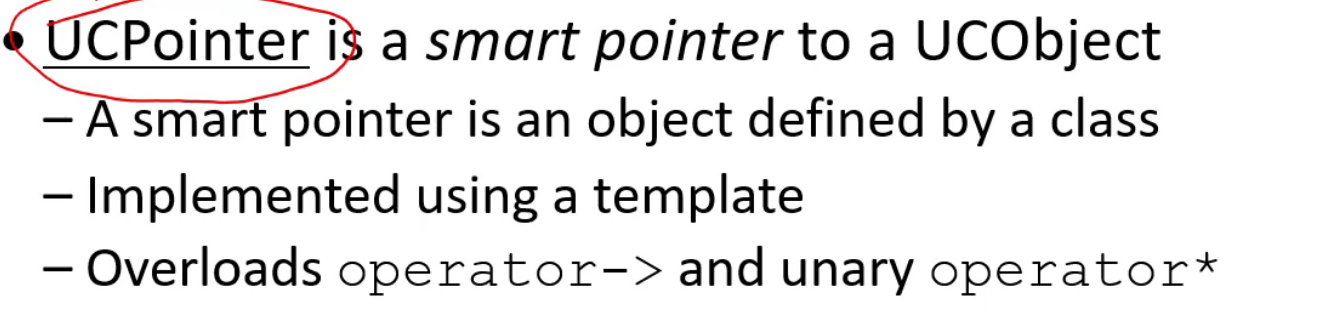 • UCPointer is a smart pointer to a UCObject
– A smart pointer is an object defined by a class
– Implemented using a template
– Overloads operator-> and unary operator*